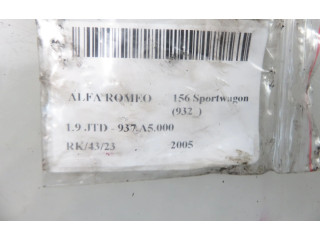 ALFA ROMEO 156 Sportwagon
(932_)
1.9 JTD - 937.A5.000
RK/43/23 2005